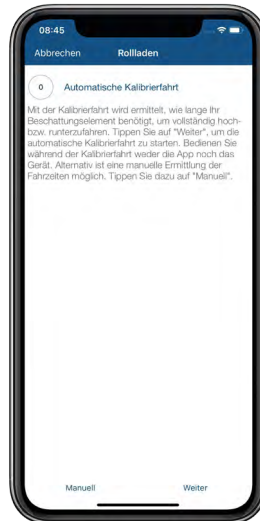 08:45
Abbrechen Rollladen
0 Automatische Kalibrierfahrt
Mit der Kalibrierfahrt wird ermittelt, wie lange Ihr
Beschattungselement benötigt, um vollständig hoch-
bzw. runterzufahren. Tippen Sie auf "Weiter", um die
automatische Kalibrierfahrt zu starten. Bedienen Sie
während der Kalibrierfahrt weder die App noch das
Gerät. Alternativ ist eine manuelle Ermittlung der
Fahrzeiten möglich. Tippen Sie dazu auf "Manuell".
Manuell Weiter